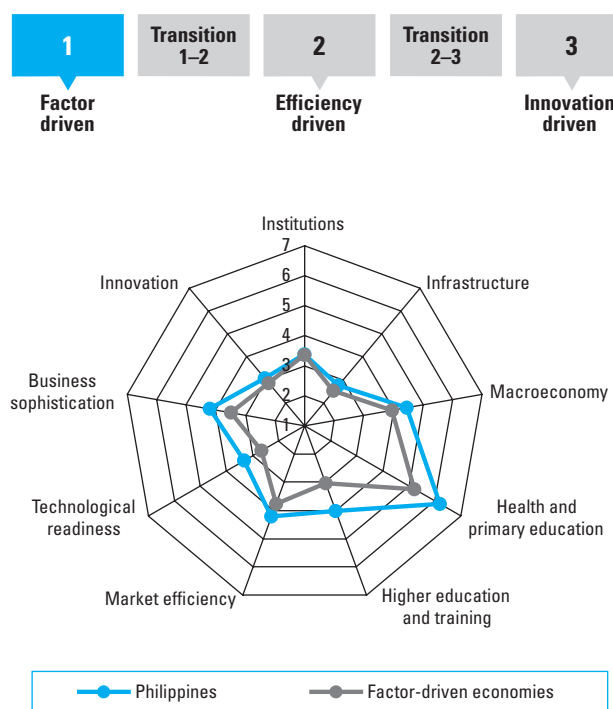 1
Transition
1–2
2
Transition
2–3
3
Factor
driven
Efficiency
driven
Innovation
driven
Institutions
7
6
5
4
3
2
1
Innovation
Infrastructure
Business
sophistication
Macroeconomy
Technological
readiness
Health and
primary education
Market efficiency
Higher education
and training
Philippines
Factor-driven economies